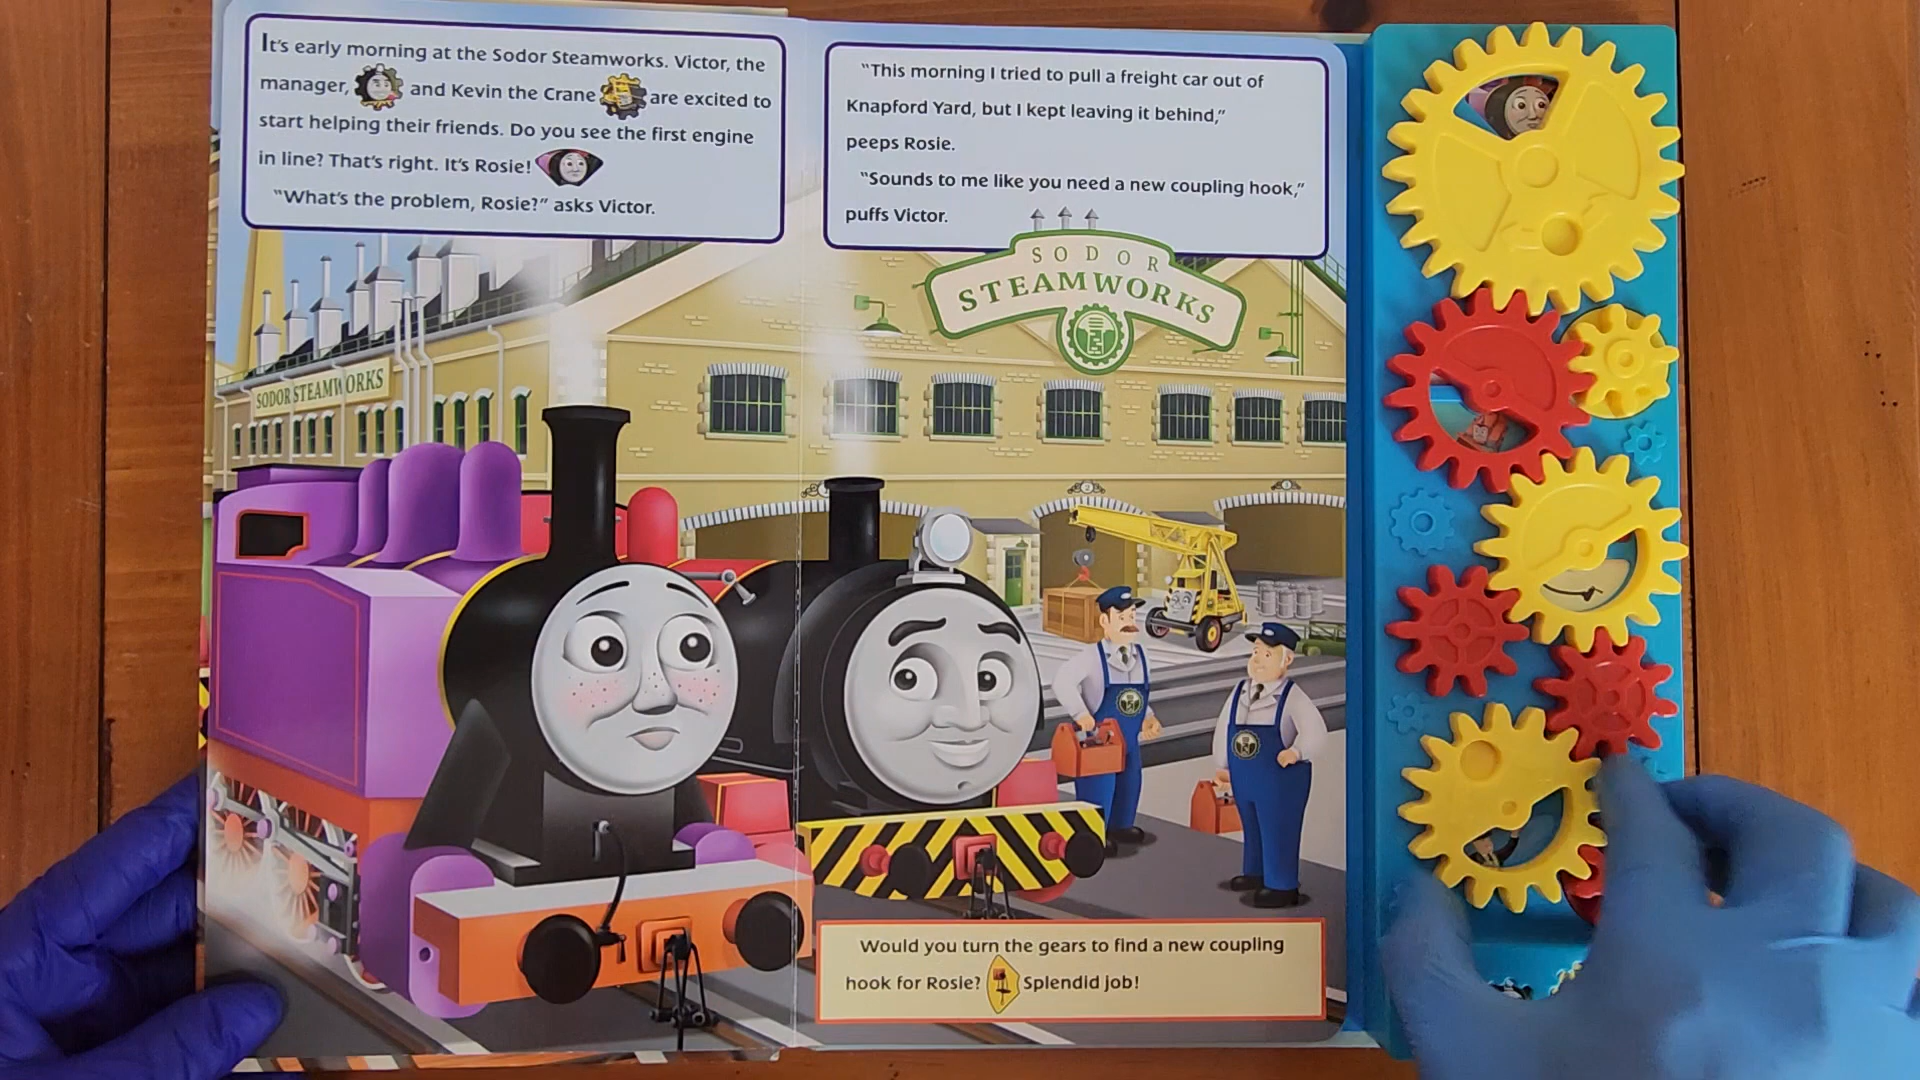 It's early morning at the Sodor Steamworks. Victor, the
manager, and Kevin the Crane are excited to
start helping their friends. Do you see the first engine
in line? That's right. It's Rosie!
"What's the problem, Rosie?" asks Victor.
"This morning I tried to pull a freight car out of
Knapford Yard, but I kept leaving it behind,"
peeps Rosie.
"Sounds to me like you need a new coupling hook,"
puffs Victor.
SODOR
STEAMWORKS
SODOR STEAMWORKS
Would you turn the gears to find a new coupling
hook for Rosie? Splendid job!